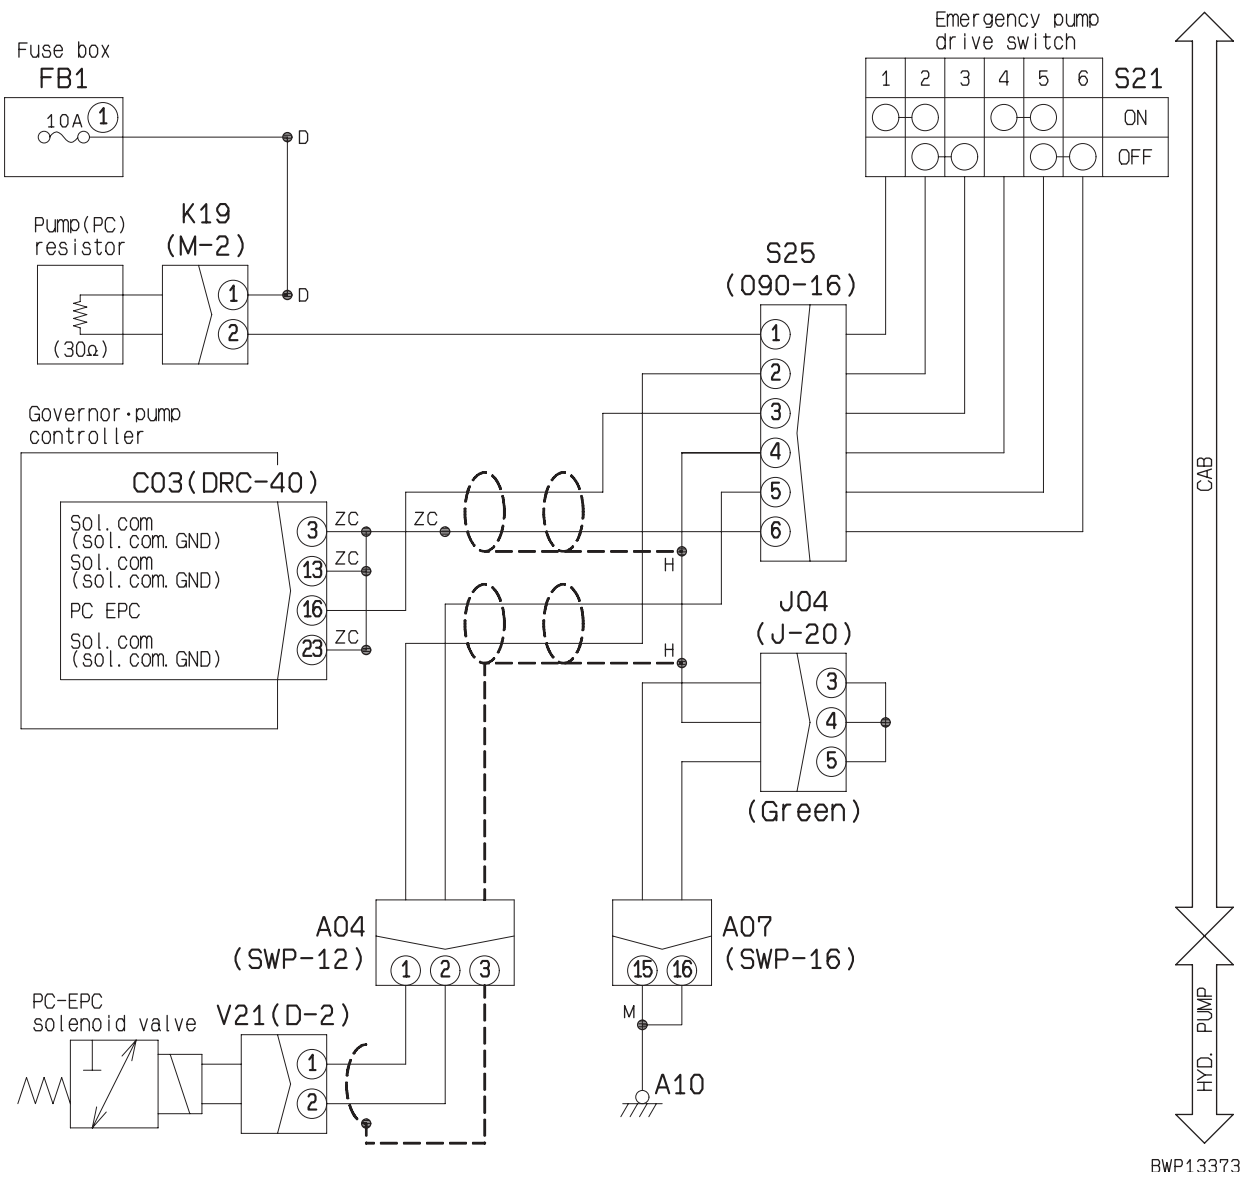 Emergency pump
drive switch
1 2 3 4 5 6 S21
ON
OFF
Fuse box
FB1
10A 1
D
D
Pump(PC)
resistor
K19
(M-2)
1
2
(30Ω)
S25
(090-16)
1
2
3
4
5
6
Governor·pump
controller
C03(DRC-40)
Sol. com
(sol. com. GND)
3
ZC
ZC
Sol. com
(sol. com. GND)
13
ZC
PC EPC
16
Sol. com
(sol. com. GND)
23
ZC
H
H
J04
(J-20)
3
4
5
(Green)
A04
(SWP-12)
1 2 3
A07
(SWP-16)
15 16
M
A10
PC-EPC
solenoid valve
V21(D-2)
1
2
CAB
HYD. PUMP
BWP13373